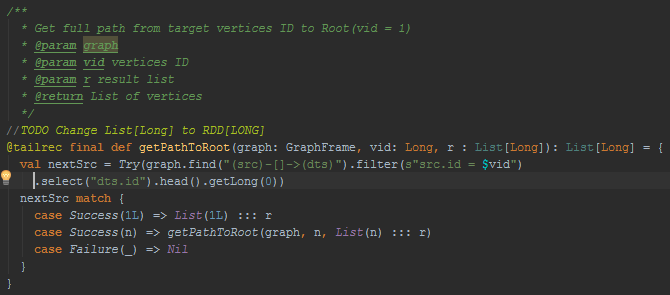 /**
 * Get full path from target vertices ID to Root(vid = 1)
 * @param graph
 * @param vid vertices ID
 * @param r result list
 * @return List of vertices
 */
//TODO Change List[Long] to RDD[LONG]
@tailrec final def getPathToRoot(graph: GraphFrame, vid: Long, r : List[Long]): List[Long] = {
  val nextSrc = Try(graph.find("(src)-[]->(dts)").filter(s"src.id = $vid")
    .select("dts.id").head().getLong(0))
  nextSrc match {
    case Success(1L) => List(1L) ::: r
    case Success(n) => getPathToRoot(graph, n, List(n) ::: r)
    case Failure(_) => Nil
  }
}